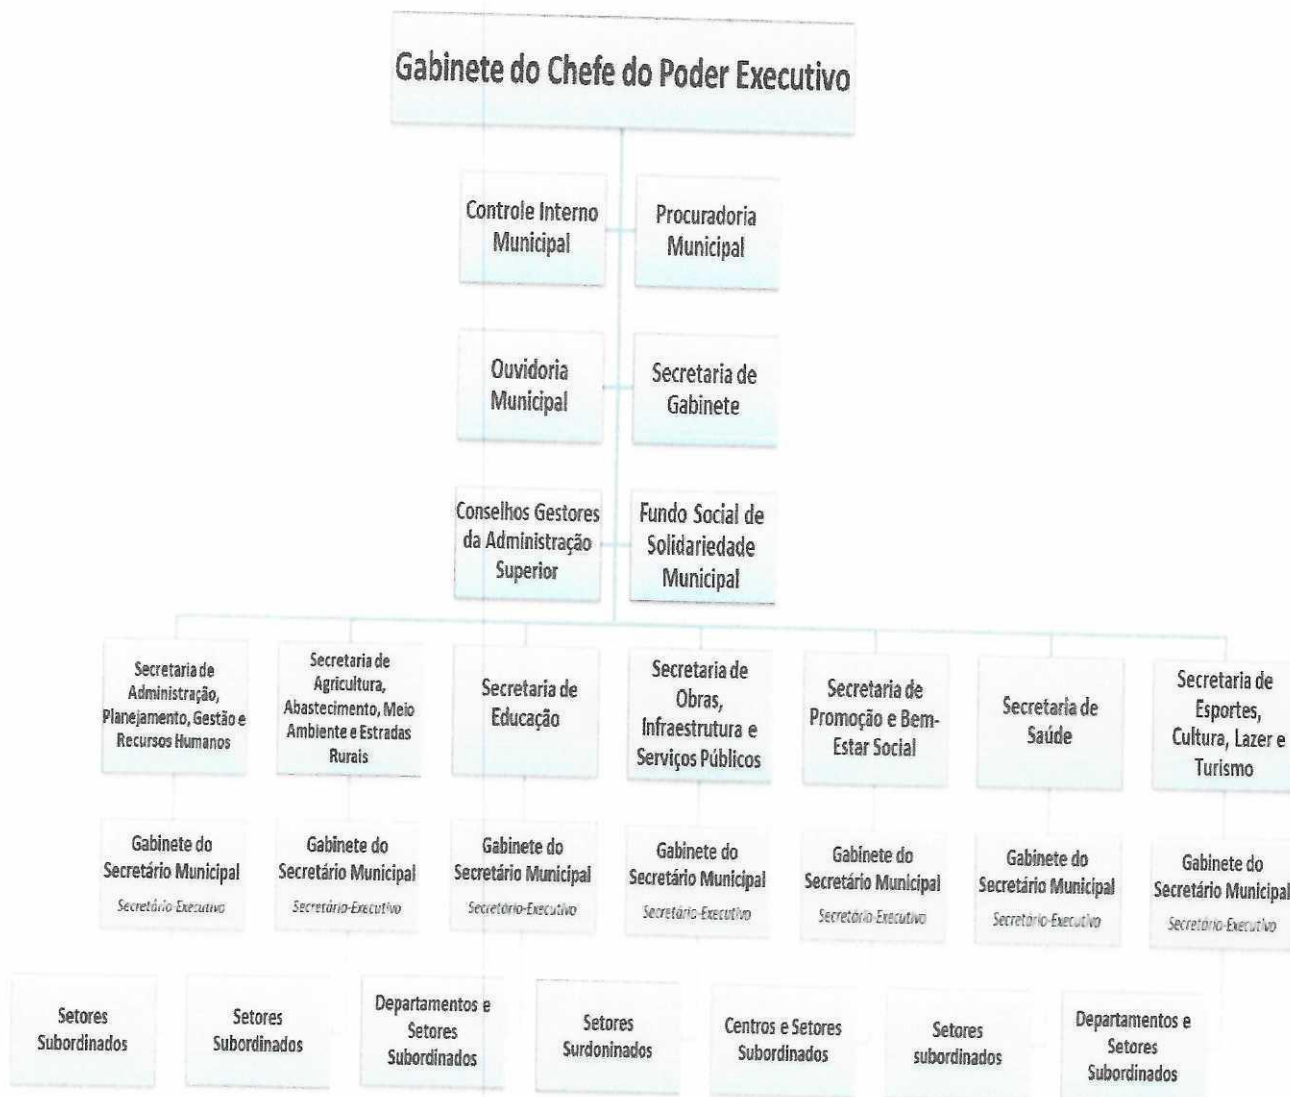 Gabinete do Chefe do Poder Executivo
Controle Interno
Municipal
Procuradoria
Municipal
Ouvidoria
Municipal
Secretaria de
Gabinete
Conselhos Gestores
da Administração
Superior
Fundo Social de
Solidariedade
Municipal
Secretaria de
Administração,
Planejamento, Gestão e
Recursos Humanos
Secretaria de
Agricultura,
Abastecimento, Meio
Ambiente e Estradas
Rurais
Secretaria de
Educação
Secretaria de
Obras,
Infraestrutura e
Serviços Públicos
Secretaria de
Promoção e Bem-
Estar Social
Secretaria de
Saúde
Secretaria de
Esportes,
Cultura, Lazer e
Turismo
Gabinete do
Secretário Municipal
Secretário-Executivo
Gabinete do
Secretário Municipal
Secretário-Executivo
Gabinete do
Secretário Municipal
Secretário-Executivo
Gabinete do
Secretário Municipal
Secretário-Executivo
Gabinete do
Secretário Municipal
Secretário-Executivo
Gabinete do
Secretário Municipal
Secretário-Executivo
Gabinete do
Secretário Municipal
Secretário-Executivo
Setores
Subordinados
Setores
Subordinados
Departamentos e
Setores
Subordinados
Setores
Surdoninados
Centros e Setores
Subordinados
Setores
subordinados
Departamentos e
Setores
Subordinados